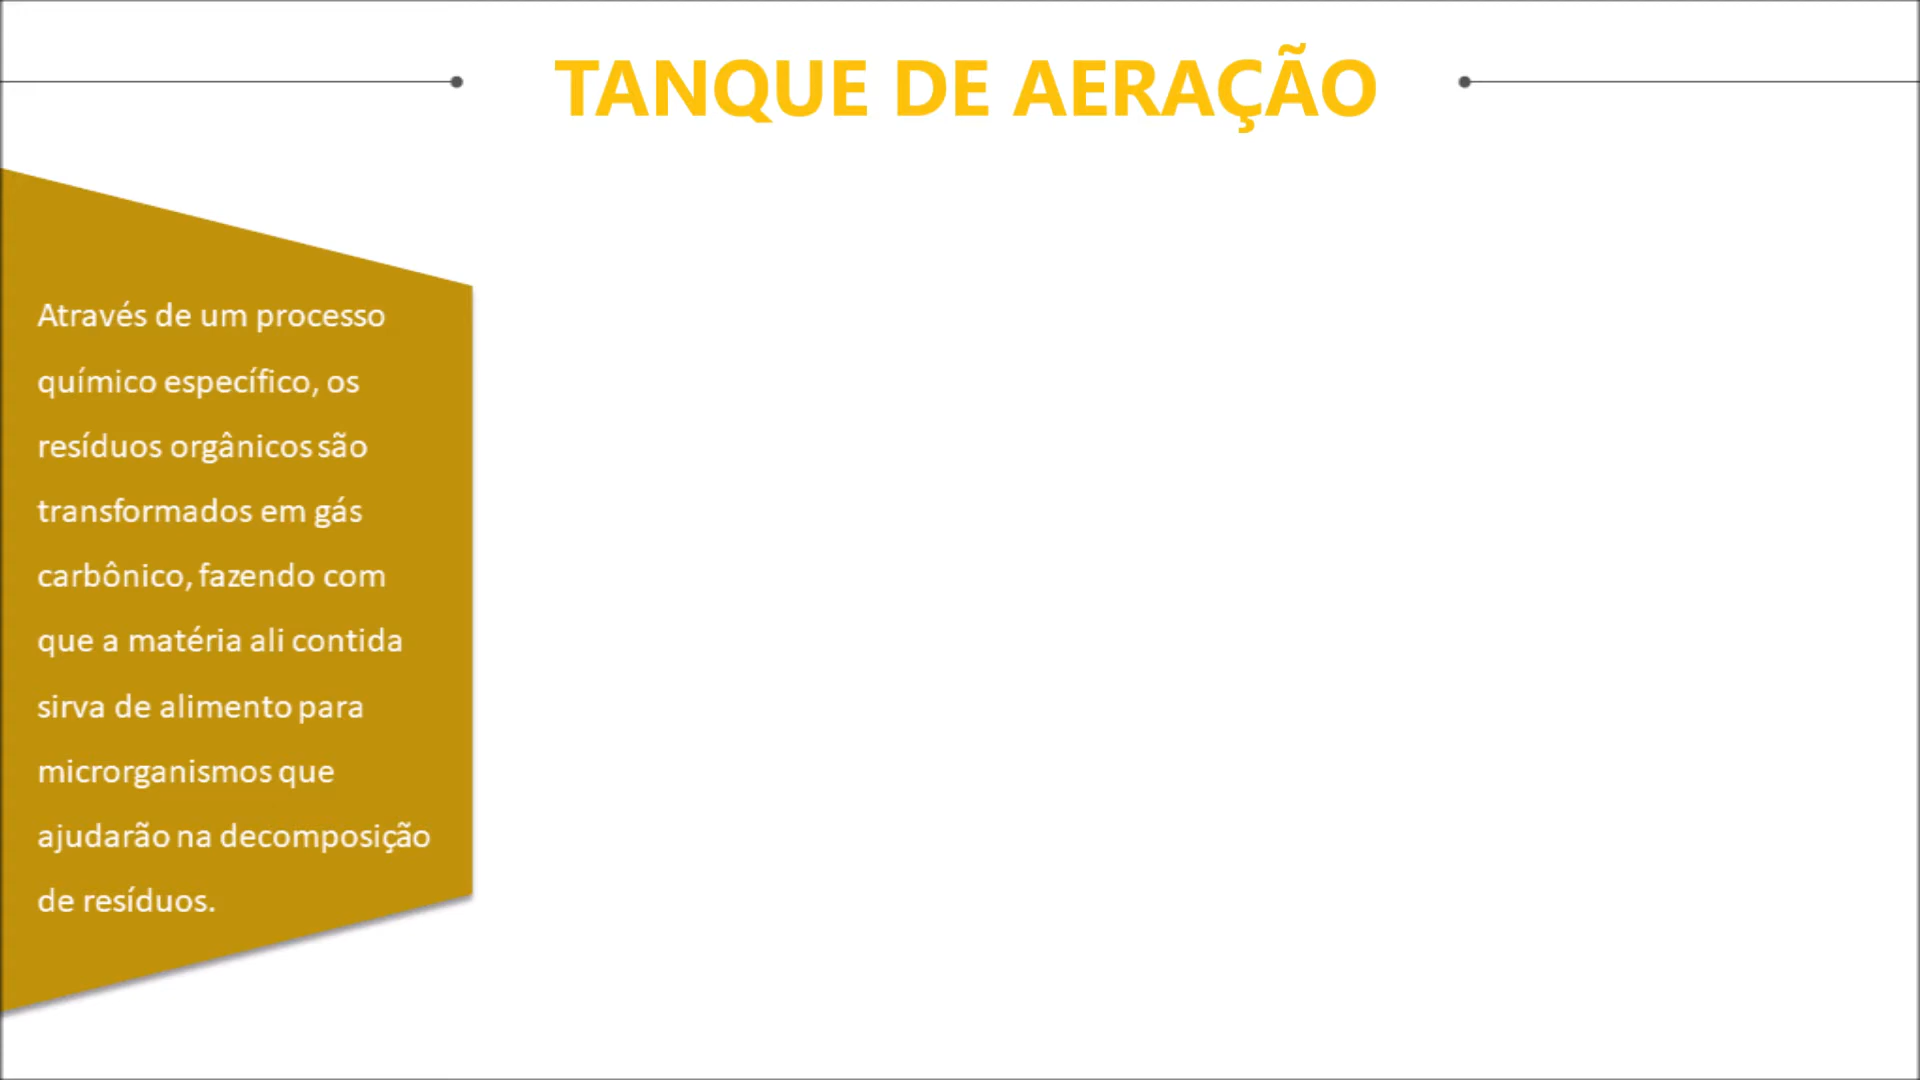 TANQUE DE AERAÇÃO
Através de um processo
químico específico, os
resíduos orgânicos são
transformados em gás
carbônico, fazendo com
que a matéria ali contida
sirva de alimento para
microrganismos que
ajudarão na decomposição
de resíduos.